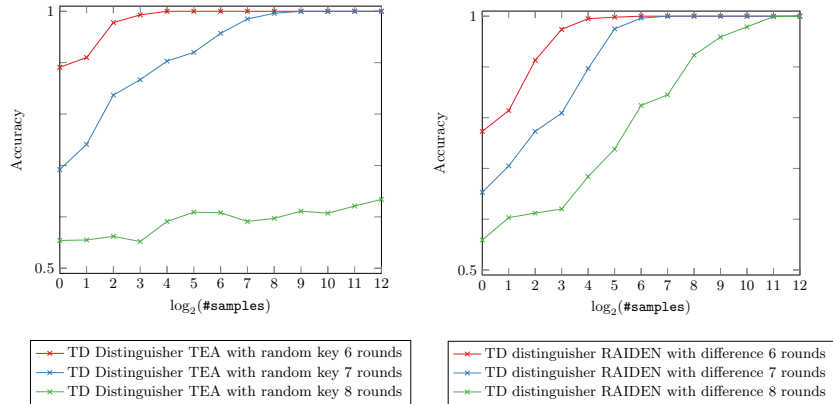 1
0.5
Accuracy
0 1 2 3 4 5 6 7 8 9 10 11 12
log2(#samples)
TD Distinguisher TEA with random key 6 rounds
TD Distinguisher TEA with random key 7 rounds
TD Distinguisher TEA with random key 8 rounds
1
0.5
Accuracy
0 1 2 3 4 5 6 7 8 9 10 11 12
log2(#samples)
TD distinguisher RAIDEN with difference 6 rounds
TD distinguisher RAIDEN with difference 7 rounds
TD distinguisher RAIDEN with difference 8 rounds